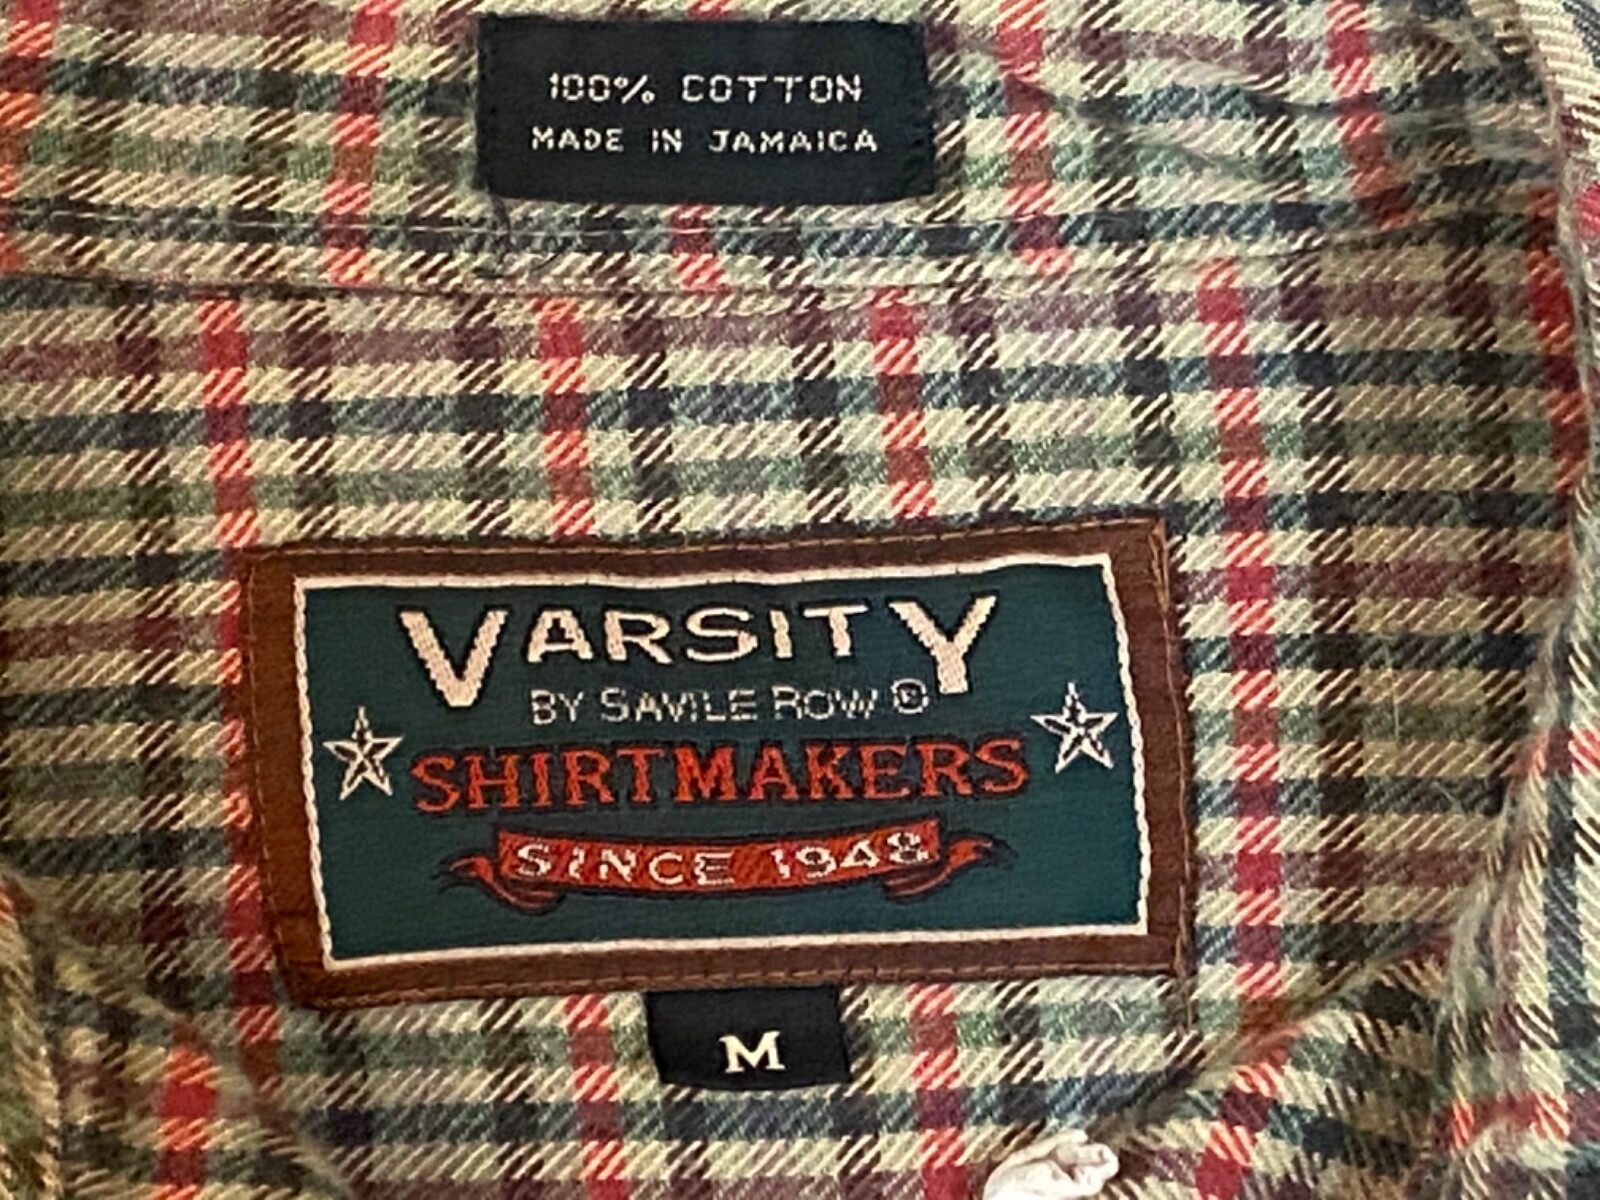 100% COTTON
MADE IN JAMAICA
VARSITY
BY SAVILE ROW ®
SHIRTMAKERS
SINCE 1948
M